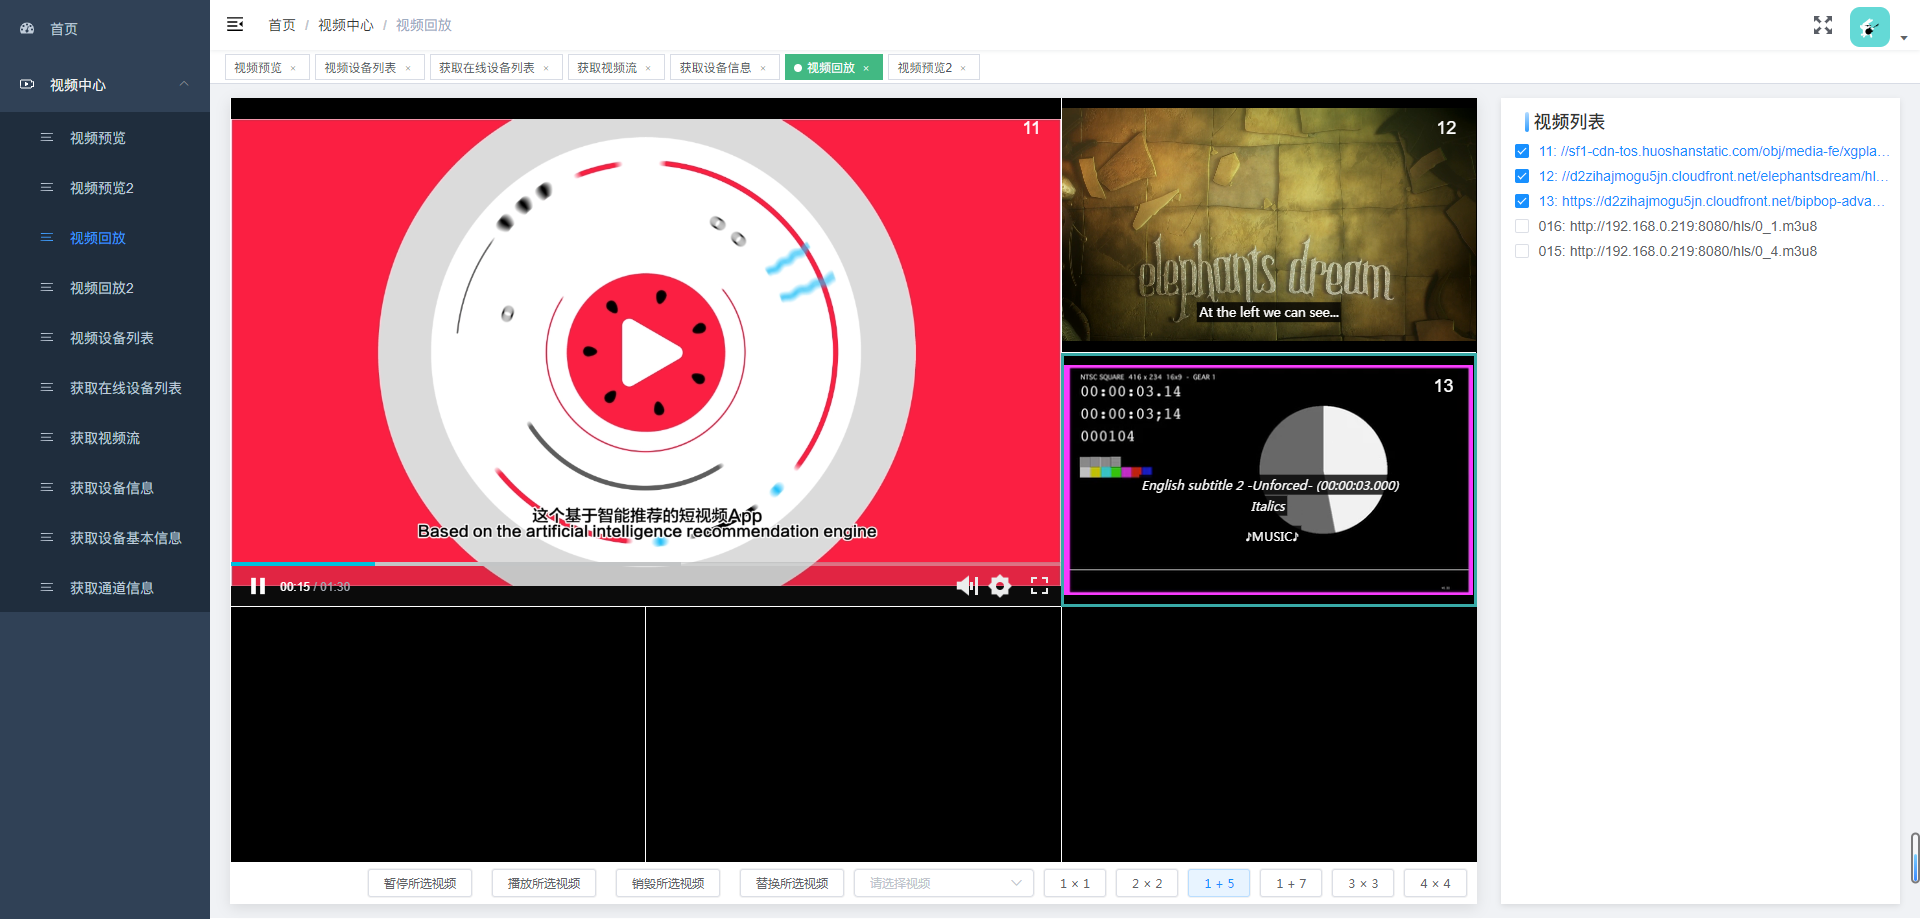 首页
视频中心
视频预览
视频预览2
视频回放
视频回放2
视频设备列表
获取在线设备列表
获取视频流
获取设备信息
获取设备基本信息
获取通道信息
首页 / 视频中心 / 视频回放
视频预览 × 视频设备列表 × 获取在线设备列表 × 获取视频流 × 获取设备信息 × 视频回放 × 视频预览2 ×
11
这个基于智能推荐的短视频App
Based on the artificial intelligence recommendation engine
00:15 / 01:30
12
elephants dream
At the left we can see...
NTSC SQUARE 416 x 234 16x9 - GEAR 1
13
00:00:03.14
00:00:03;14
000104
English subtitle 2 -Unforced- (00:00:03.000)
Italics
♪MUSIC♪
暂停所选视频 播放所选视频 销毁所选视频 替换所选视频 请选择视频 1 × 1 2 × 2 1 + 5 1 + 7 3 × 3 4 × 4
视频列表
11: //sf1-cdn-tos.huoshanstatic.com/obj/media-fe/xgpla...
12: //d2zihajmogu5jn.cloudfront.net/elephantsdream/hl...
13: https://d2zihajmogu5jn.cloudfront.net/bipbop-adva...
016: http://192.168.0.219:8080/hls/0_1.m3u8
015: http://192.168.0.219:8080/hls/0_4.m3u8